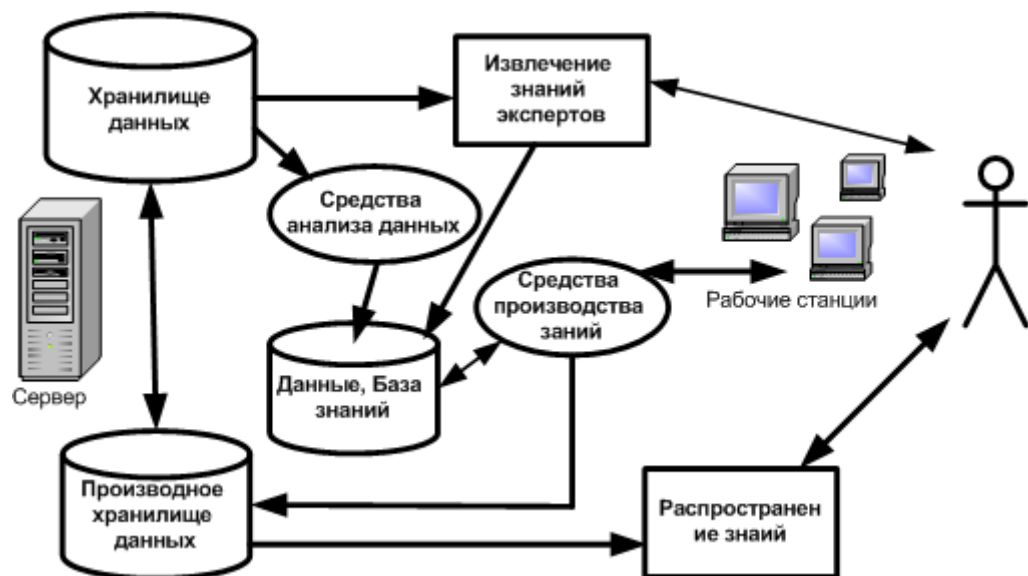 Хранилище
данных
Извлечение
знаний
экспертов
Средства
анализа данных
Средства
производства
заний
Рабочие станции
Сервер
Данные, База
знаний
Производное
хранилище
данных
Распространен
ие знаий